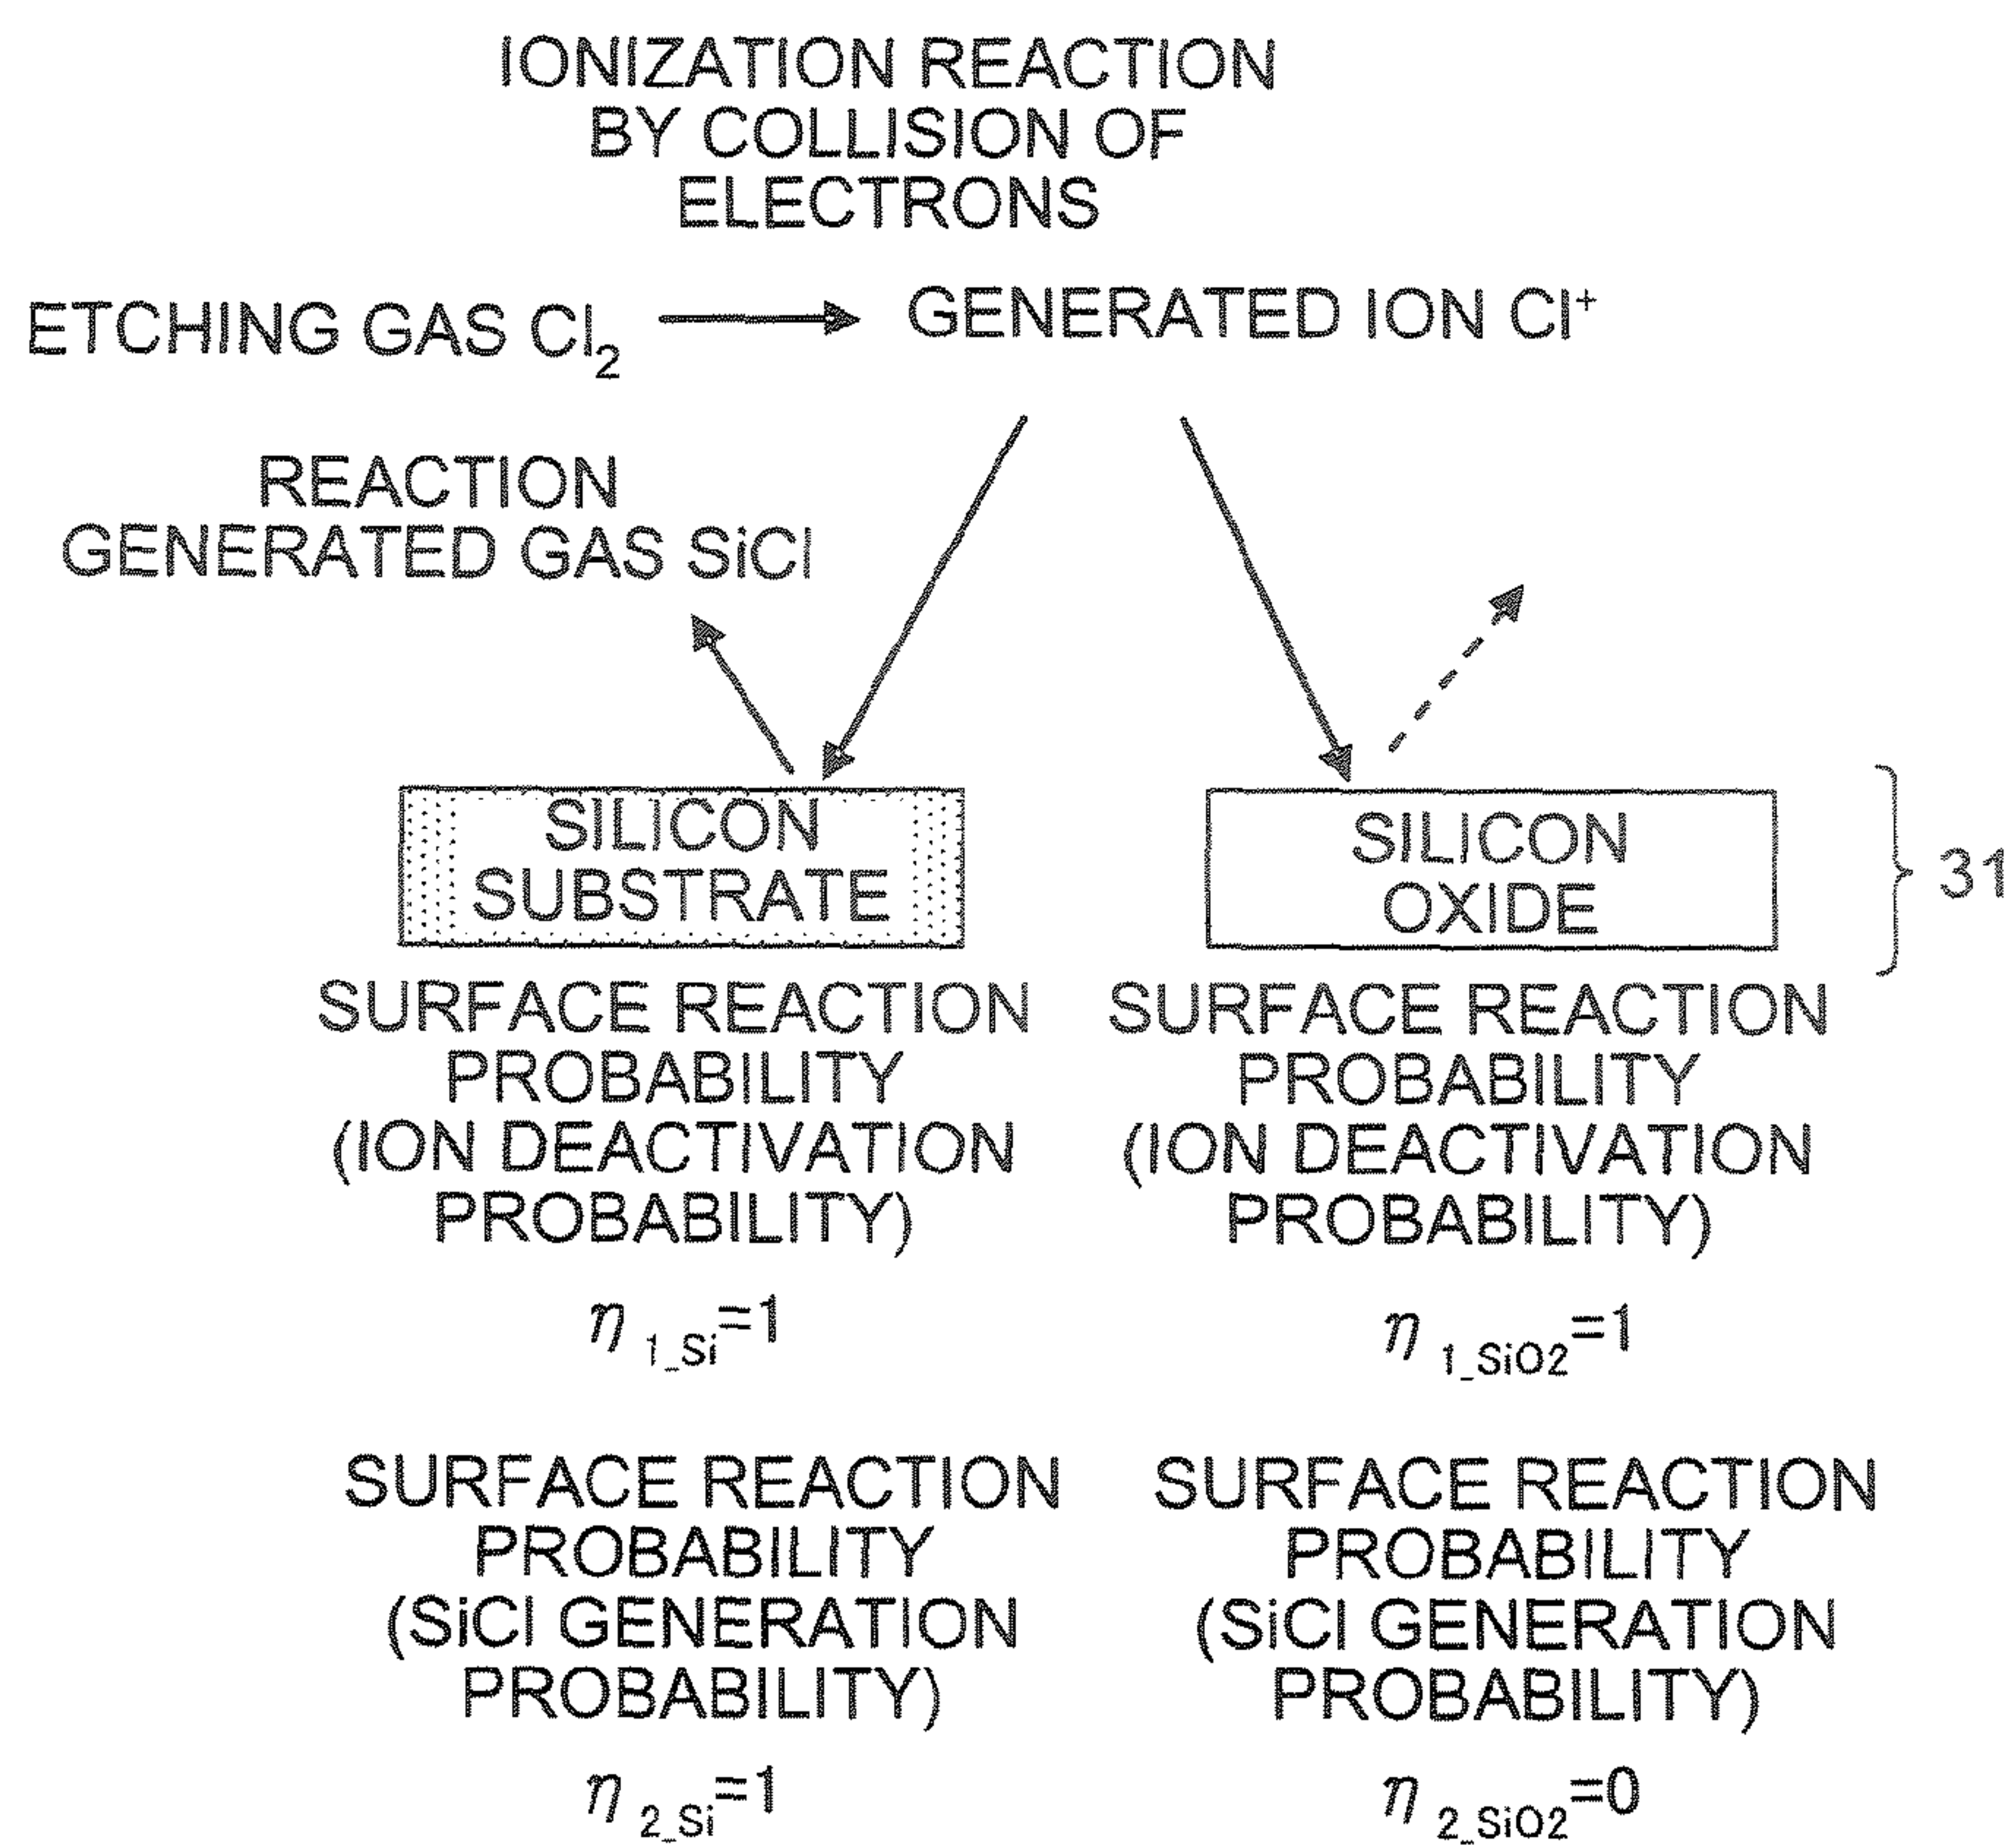 IONIZATION REACTION
BY COLLISION OF
ELECTRONS
ETCHING GAS Cl₂
GENERATED ION Cl⁺
REACTION
GENERATED GAS SiCl
SILICON
SUBSTRATE
SILICON
OXIDE
31
SURFACE REACTION
PROBABILITY
(ION DEACTIVATION
PROBABILITY)
η 1_Si=1
SURFACE REACTION
PROBABILITY
(ION DEACTIVATION
PROBABILITY)
η 1_SiO2=1
SURFACE REACTION
PROBABILITY
(SiCl GENERATION
PROBABILITY)
η 2_Si=1
SURFACE REACTION
PROBABILITY
(SiCl GENERATION
PROBABILITY)
η 2_SiO2=0